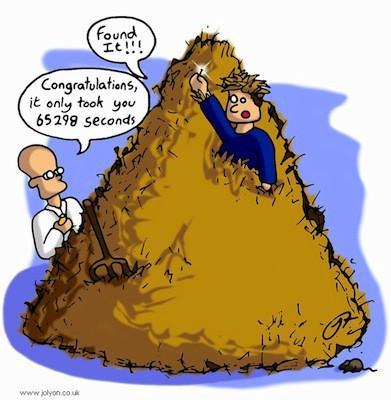 Found
It!!!
Congratulations,
it only took you
65298 seconds
www.jolyon.co.uk